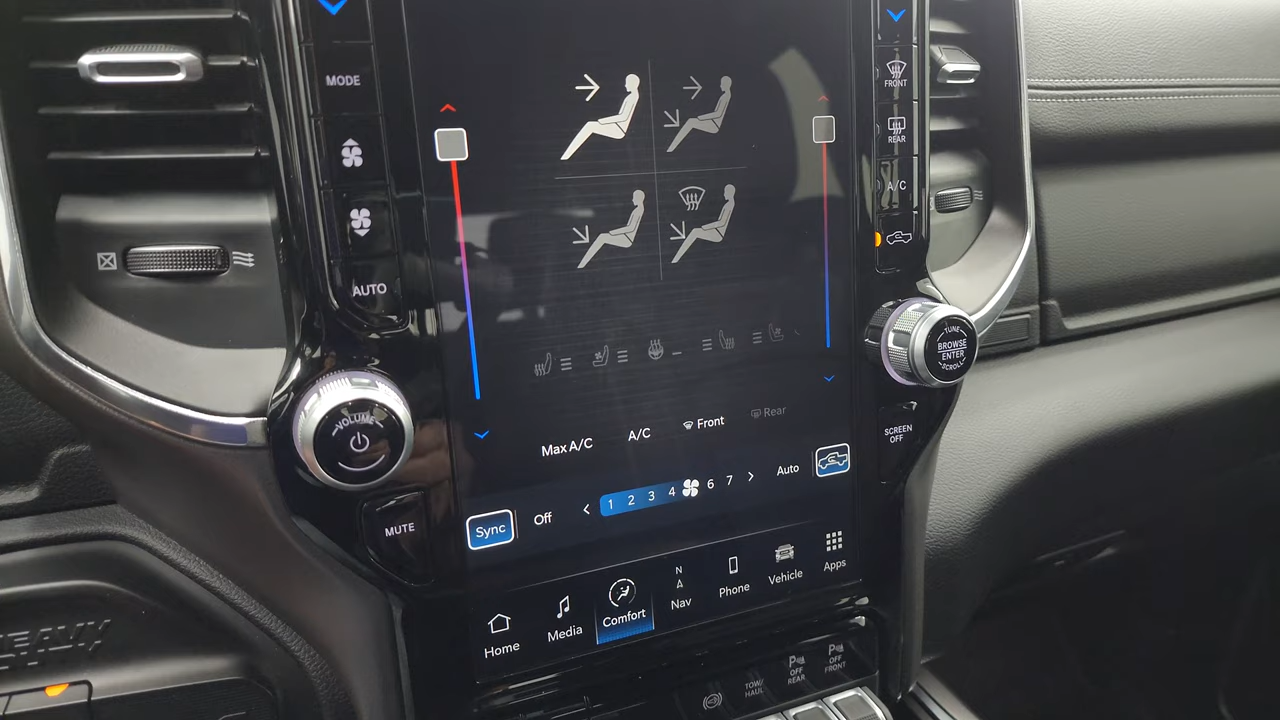 MODE
AUTO
VOLUME
MUTE
FRONT
REAR
A/C
TUNE
BROWSE
ENTER
SCROLL
SCREEN
OFF
Max A/C
A/C
Front
Rear
Sync
Off
1 2 3 4 6 7
Auto
Home
Media
Comfort
N
Nav
Phone
Vehicle
Apps
HEAVY
TOW/
HAUL
P
OFF
REAR
P
OFF
FRONT